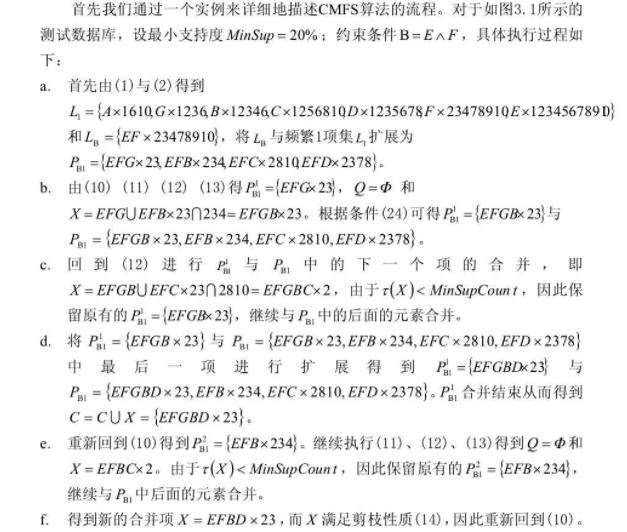 首先我们通过一个实例来详细地描述CMFS算法的流程。对于如图3.1所示的
测试数据库，设最小支持度 MinSup = 20%；约束条件 B = E∧F，具体执行过程如
下：
a. 首先由(1)与(2)得到
L₁ = {A×1610,G×1236,B×12346,C×1256810,D×1235678,F×23478910,E×12345678910}
和 L_B = {EF×23478910}，将 L_B 与频繁1项集 L₁ 扩展为
P_B1 = {EFG×23,EFB×234,EFC×2810,EFD×2378}。
b. 由(10) (11) (12) (13)得 P¹_B1 = {EFG×23}，Q = Φ 和
X = EFG∪EFB×23∩234 = EFGB×23。根据条件(24)可得 P¹_B1 = {EFGB×23}与
P_B1 = {EFGB×23,EFB×234,EFC×2810,EFD×2378}。
c. 回到(12)进行 P¹_B1 与 P_B1 中的下一个项的合并，即
X = EFGB∪EFC×23∩2810 = EFGBC×2，由于 τ(X) < MinSupCount，因此保
留原有的 P¹_B1 = {EFGB×23}，继续与 P_B1 中的后面的元素合并。
d. 将 P¹_B1 = {EFGB×23}与 P_B1 = {EFGB×23,EFB×234,EFC×2810,EFD×2378}
中最后一项进行扩展得到 P¹_B1 = {EFGBD×23} 与
P_B1 = {EFGBD×23,EFB×234,EFC×2810,EFD×2378}。P¹_B1 合并结束从而得到
C = C∪X = {EFGBD×23}。
e. 重新回到(10)得到 P²_B1 = {EFB×234}。继续执行(11)、(12)、(13)得到 Q = Φ 和
X = EFBC×2。由于 τ(X) < MinSupCount，因此保留原有的 P²_B1 = {EFB×234}，
继续与 P_B1 中后面的元素合并。
f. 得到新的合并项 X = EFBD×23，而 X 满足剪枝性质(14)，因此重新回到(10)。